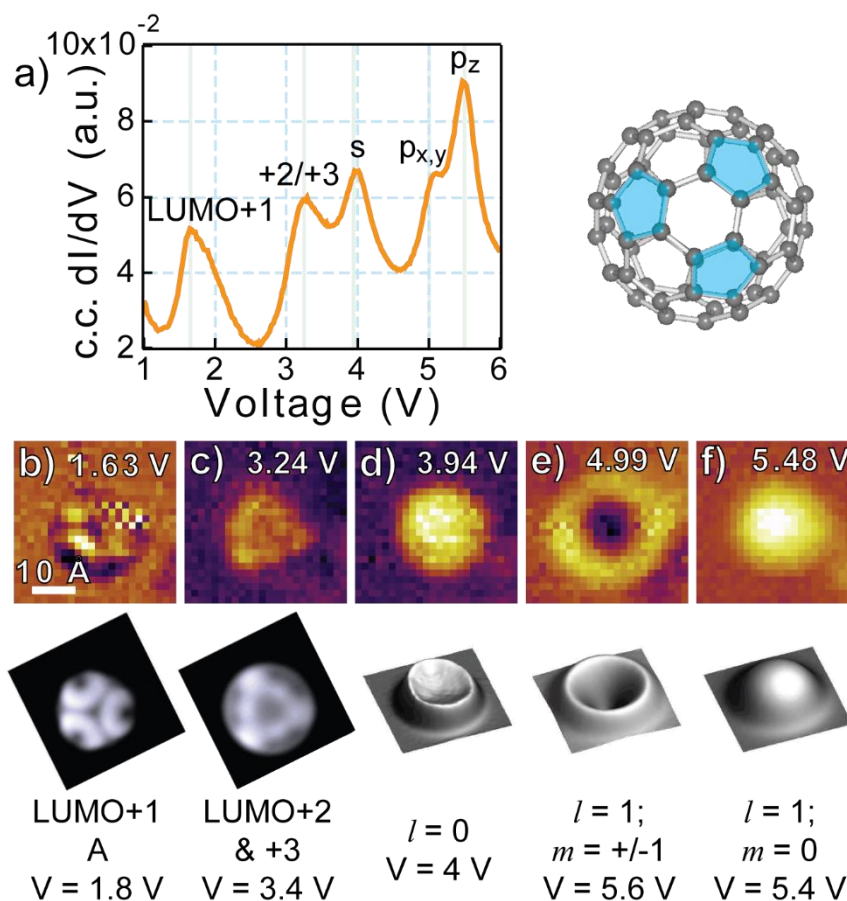 a)
10x10-2
8
6
4
2
c.c. dI/dV (a.u.)
LUMO+1
+2/+3
s
px,y
pz
1 2 3 4 5 6
Voltage (V)
b) 1.63 V
10 Å
c) 3.24 V
d) 3.94 V
e) 4.99 V
f) 5.48 V
LUMO+1
A
V = 1.8 V
LUMO+2
& +3
V = 3.4 V
l = 0
V = 4 V
l = 1;
m = +/-1
V = 5.6 V
l = 1;
m = 0
V = 5.4 V